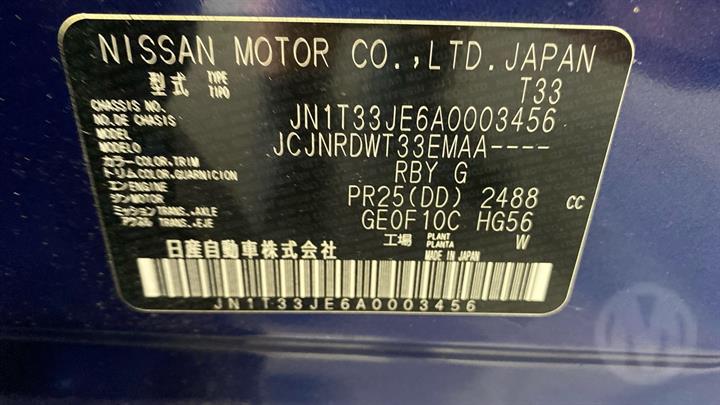 NISSAN MOTOR CO.,LTD.JAPAN
型式 TYPE TIPO T33
CHASSIS NO. NO.DE CHASIS JN1T33JE6A0003456
MODEL MODELO JCJNRDWT33EMAA----
カラー COLOR,TRIM トリム COLOR,GUARNICION RBY G
エンジン ENGINE MOTOR PR25(DD) 2488 CC
ミッション TRANS.,AXLE アクスル TRANS.,EJE GE0F10C HG56
工場 PLANT PLANTA W
日産自動車株式会社 MADE IN JAPAN
JN1T33JE6A0003456
M